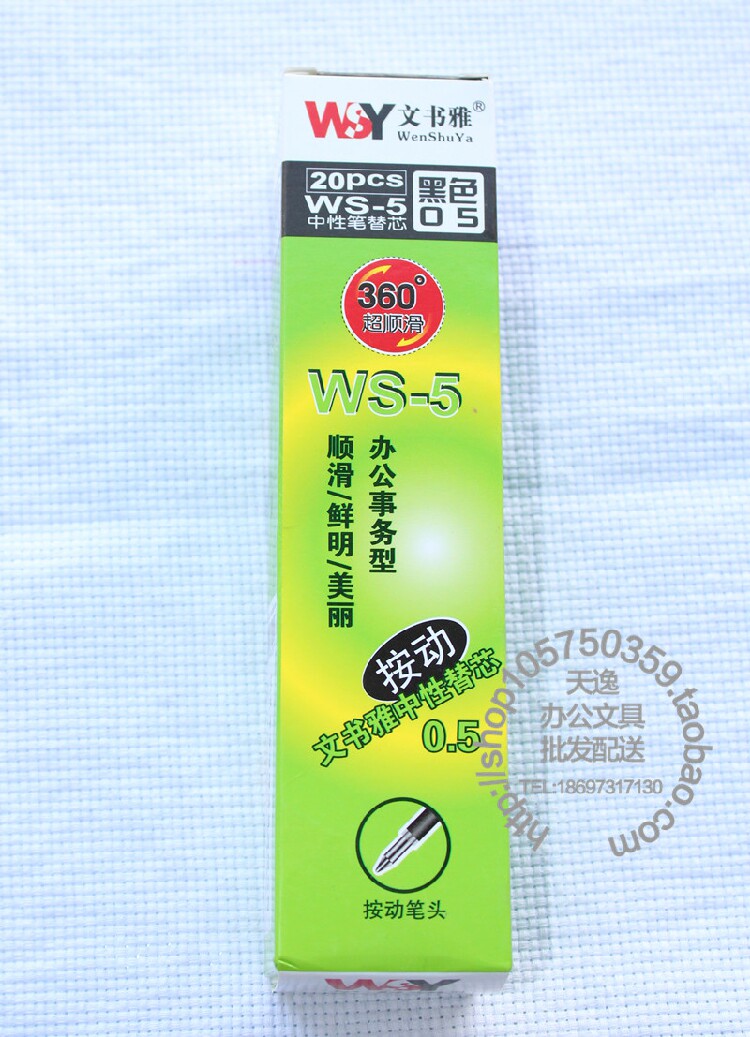 WSY 文书雅®
WenShuYa
20pcs
WS-5
中性笔替芯
黑色
0 5
360°
超顺滑
WS-5
办公事务型
顺滑/鲜明/美丽
按动
文书雅中性替芯
0.5
按动笔头
WSY
http://shop105750359.taobao.com
天逸
办公文具
批发配送
TEL:18697317130